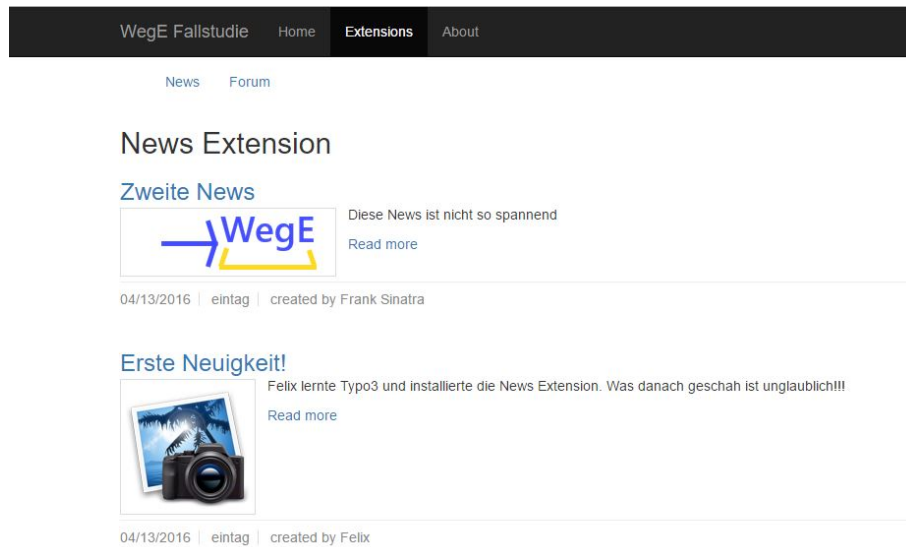 WegE Fallstudie Home Extensions About
News Forum
News Extension
Zweite News
WegE
Diese News ist nicht so spannend
Read more
04/13/2016 eintag created by Frank Sinatra
Erste Neuigkeit!
Felix lernte Typo3 und installierte die News Extension. Was danach geschah ist unglaublich!!!
Read more
04/13/2016 eintag created by Felix